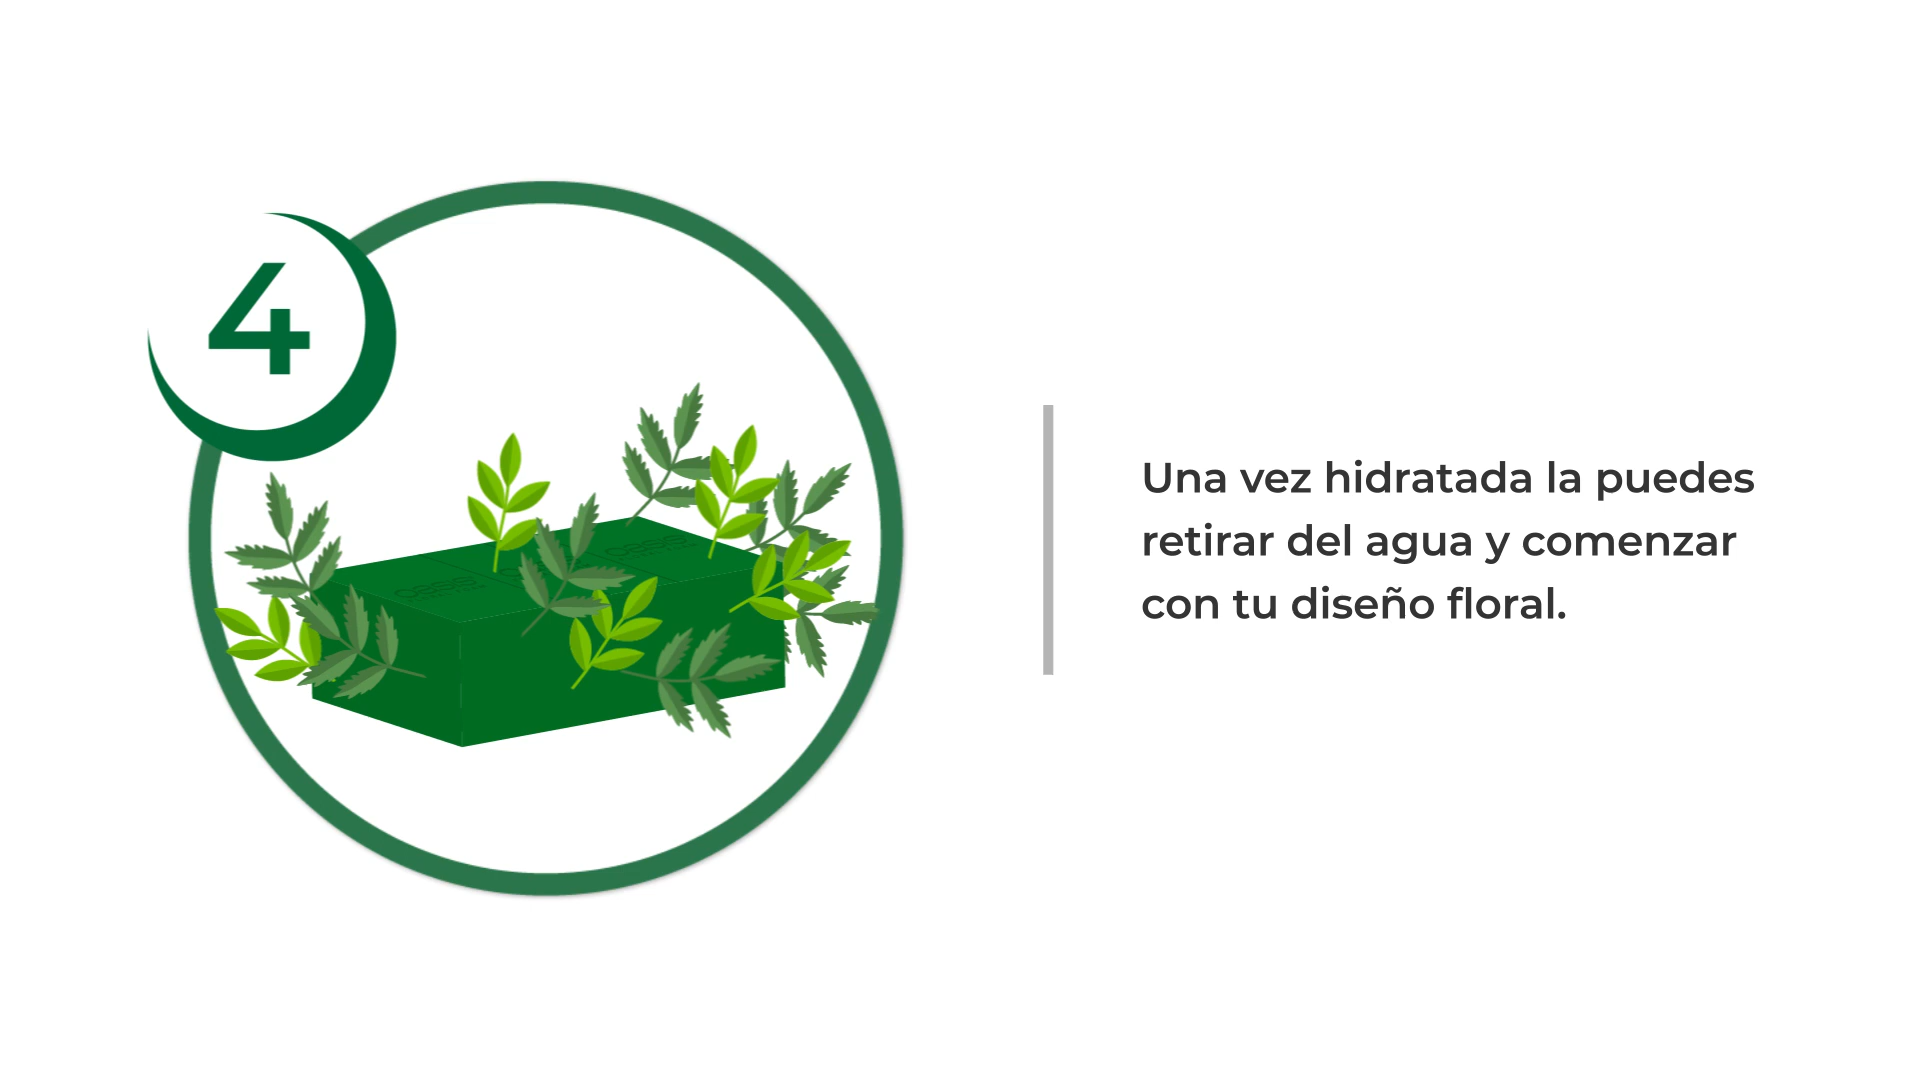 4
Una vez hidratada la puedes
retirar del agua y comenzar
con tu diseño floral.